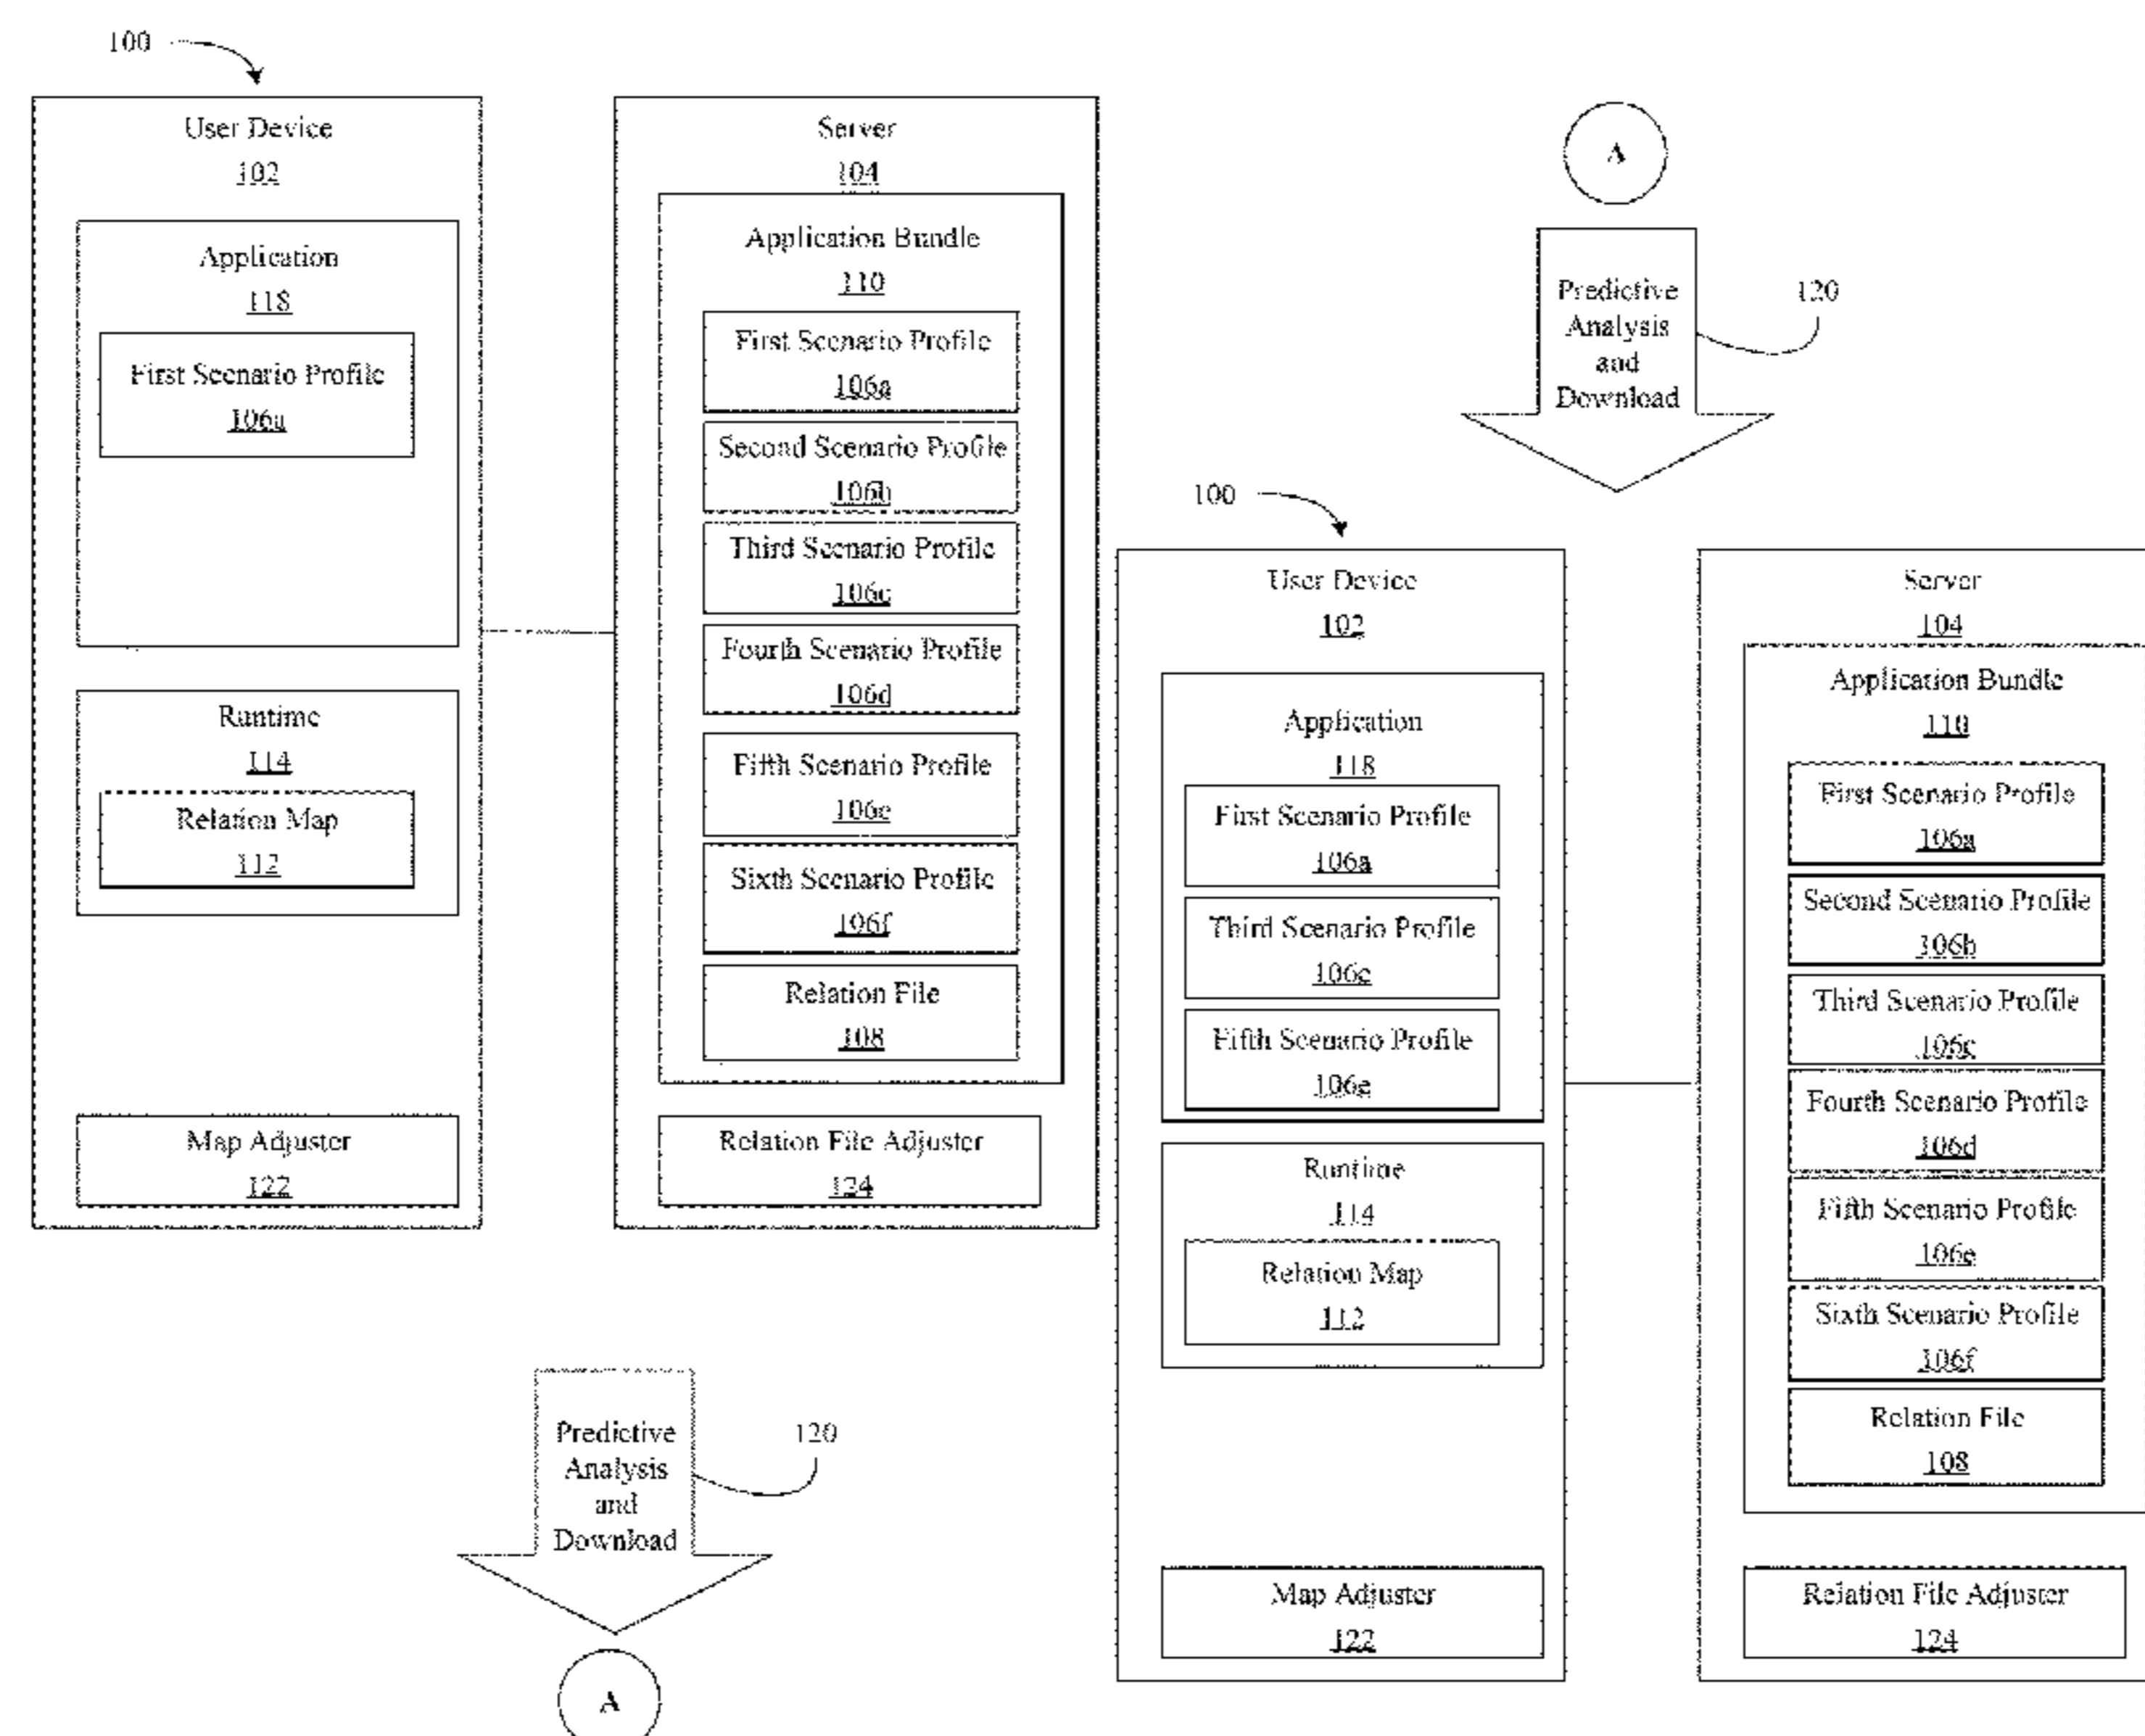 100
User Device
102
Application
118
First Scenario Profile
106a
Runtime
114
Relation Map
112
Map Adjuster
122
Server
104
Application Bundle
110
First Scenario Profile
106a
Second Scenario Profile
106b
Third Scenario Profile
106c
Fourth Scenario Profile
106d
Fifth Scenario Profile
106e
Sixth Scenario Profile
106f
Relation File
108
Relation File Adjuster
124
Predictive
Analysis
and
Download
120
A
A
Predictive
Analysis
and
Download
120
100
User Device
102
Application
118
First Scenario Profile
106a
Third Scenario Profile
106c
Fifth Scenario Profile
106e
Runtime
114
Relation Map
112
Map Adjuster
122
Server
104
Application Bundle
110
First Scenario Profile
106a
Second Scenario Profile
106b
Third Scenario Profile
106c
Fourth Scenario Profile
106d
Fifth Scenario Profile
106e
Sixth Scenario Profile
106f
Relation File
108
Relation File Adjuster
124